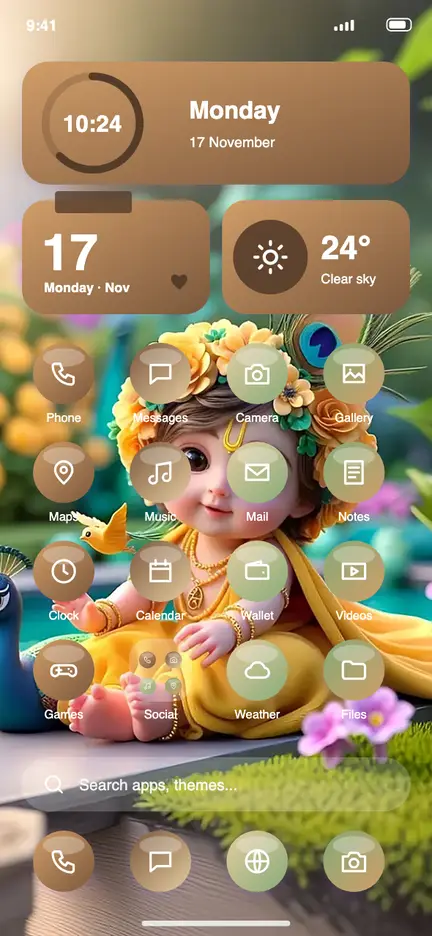 9:41
10:24
Monday
17 November
17
Monday · Nov
24°
Clear sky
Phone
Messages
Camera
Gallery
Maps
Music
Mail
Notes
Clock
Calendar
Wallet
Videos
Games
Social
Weather
Files
Search apps, themes...